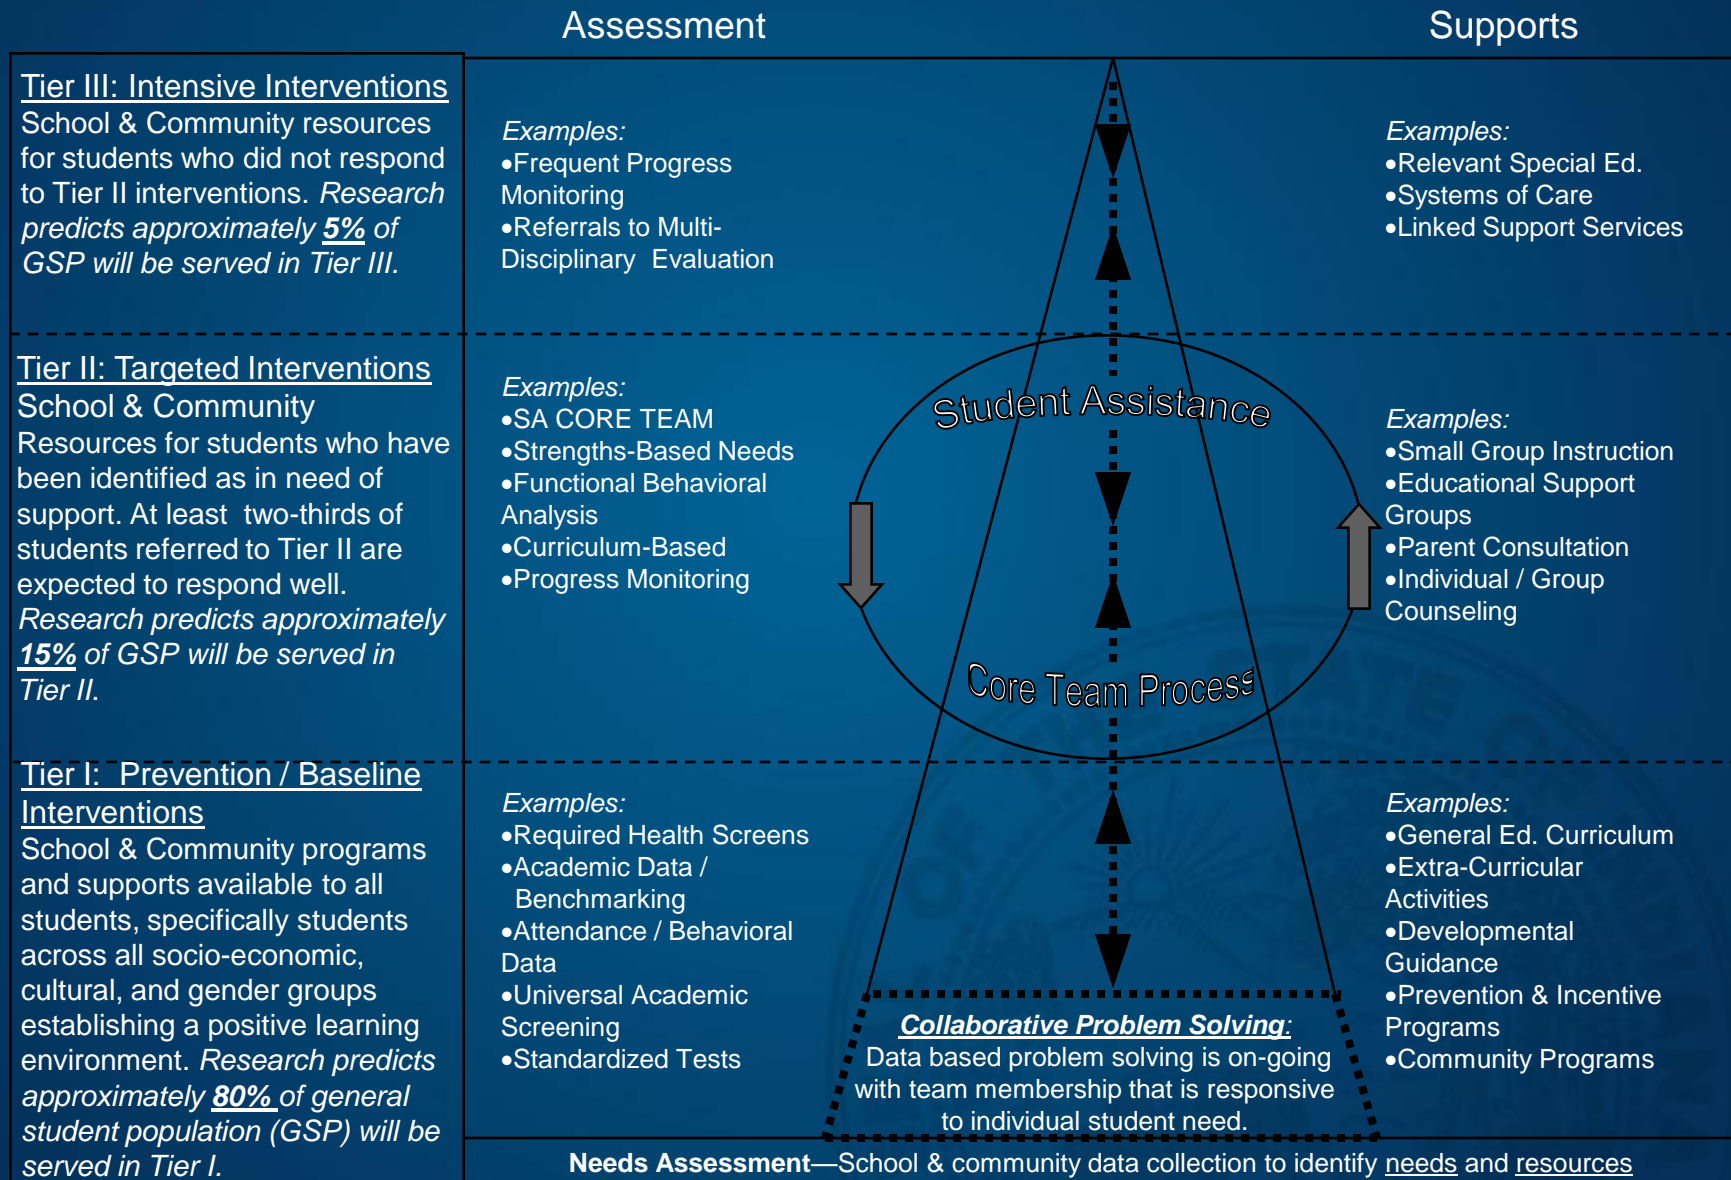 Assessment
Supports
Tier III: Intensive Interventions
School & Community resources
for students who did not respond
to Tier II interventions. Research
predicts approximately 5% of
GSP will be served in Tier III.
Examples:
•Frequent Progress
Monitoring
•Referrals to Multi-
Disciplinary Evaluation
Examples:
•Relevant Special Ed.
•Systems of Care
•Linked Support Services
Tier II: Targeted Interventions
School & Community
Resources for students who have
been identified as in need of
support. At least two-thirds of
students referred to Tier II are
expected to respond well.
Research predicts approximately
15% of GSP will be served in
Tier II.
Examples:
•SA CORE TEAM
•Strengths-Based Needs
•Functional Behavioral
Analysis
•Curriculum-Based
•Progress Monitoring
Student Assistance
Core Team Process
Examples:
•Small Group Instruction
•Educational Support
Groups
•Parent Consultation
•Individual / Group
Counseling
Tier I: Prevention / Baseline
Interventions
School & Community programs
and supports available to all
students, specifically students
across all socio-economic,
cultural, and gender groups
establishing a positive learning
environment. Research predicts
approximately 80% of general
student population (GSP) will be
served in Tier I.
Examples:
•Required Health Screens
•Academic Data /
Benchmarking
•Attendance / Behavioral
Data
•Universal Academic
Screening
•Standardized Tests
Collaborative Problem Solving:
Data based problem solving is on-going
with team membership that is responsive
to individual student need.
Examples:
•General Ed. Curriculum
•Extra-Curricular
Activities
•Developmental
Guidance
•Prevention & Incentive
Programs
•Community Programs
Needs Assessment—School & community data collection to identify needs and resources
OF THE STATE OF